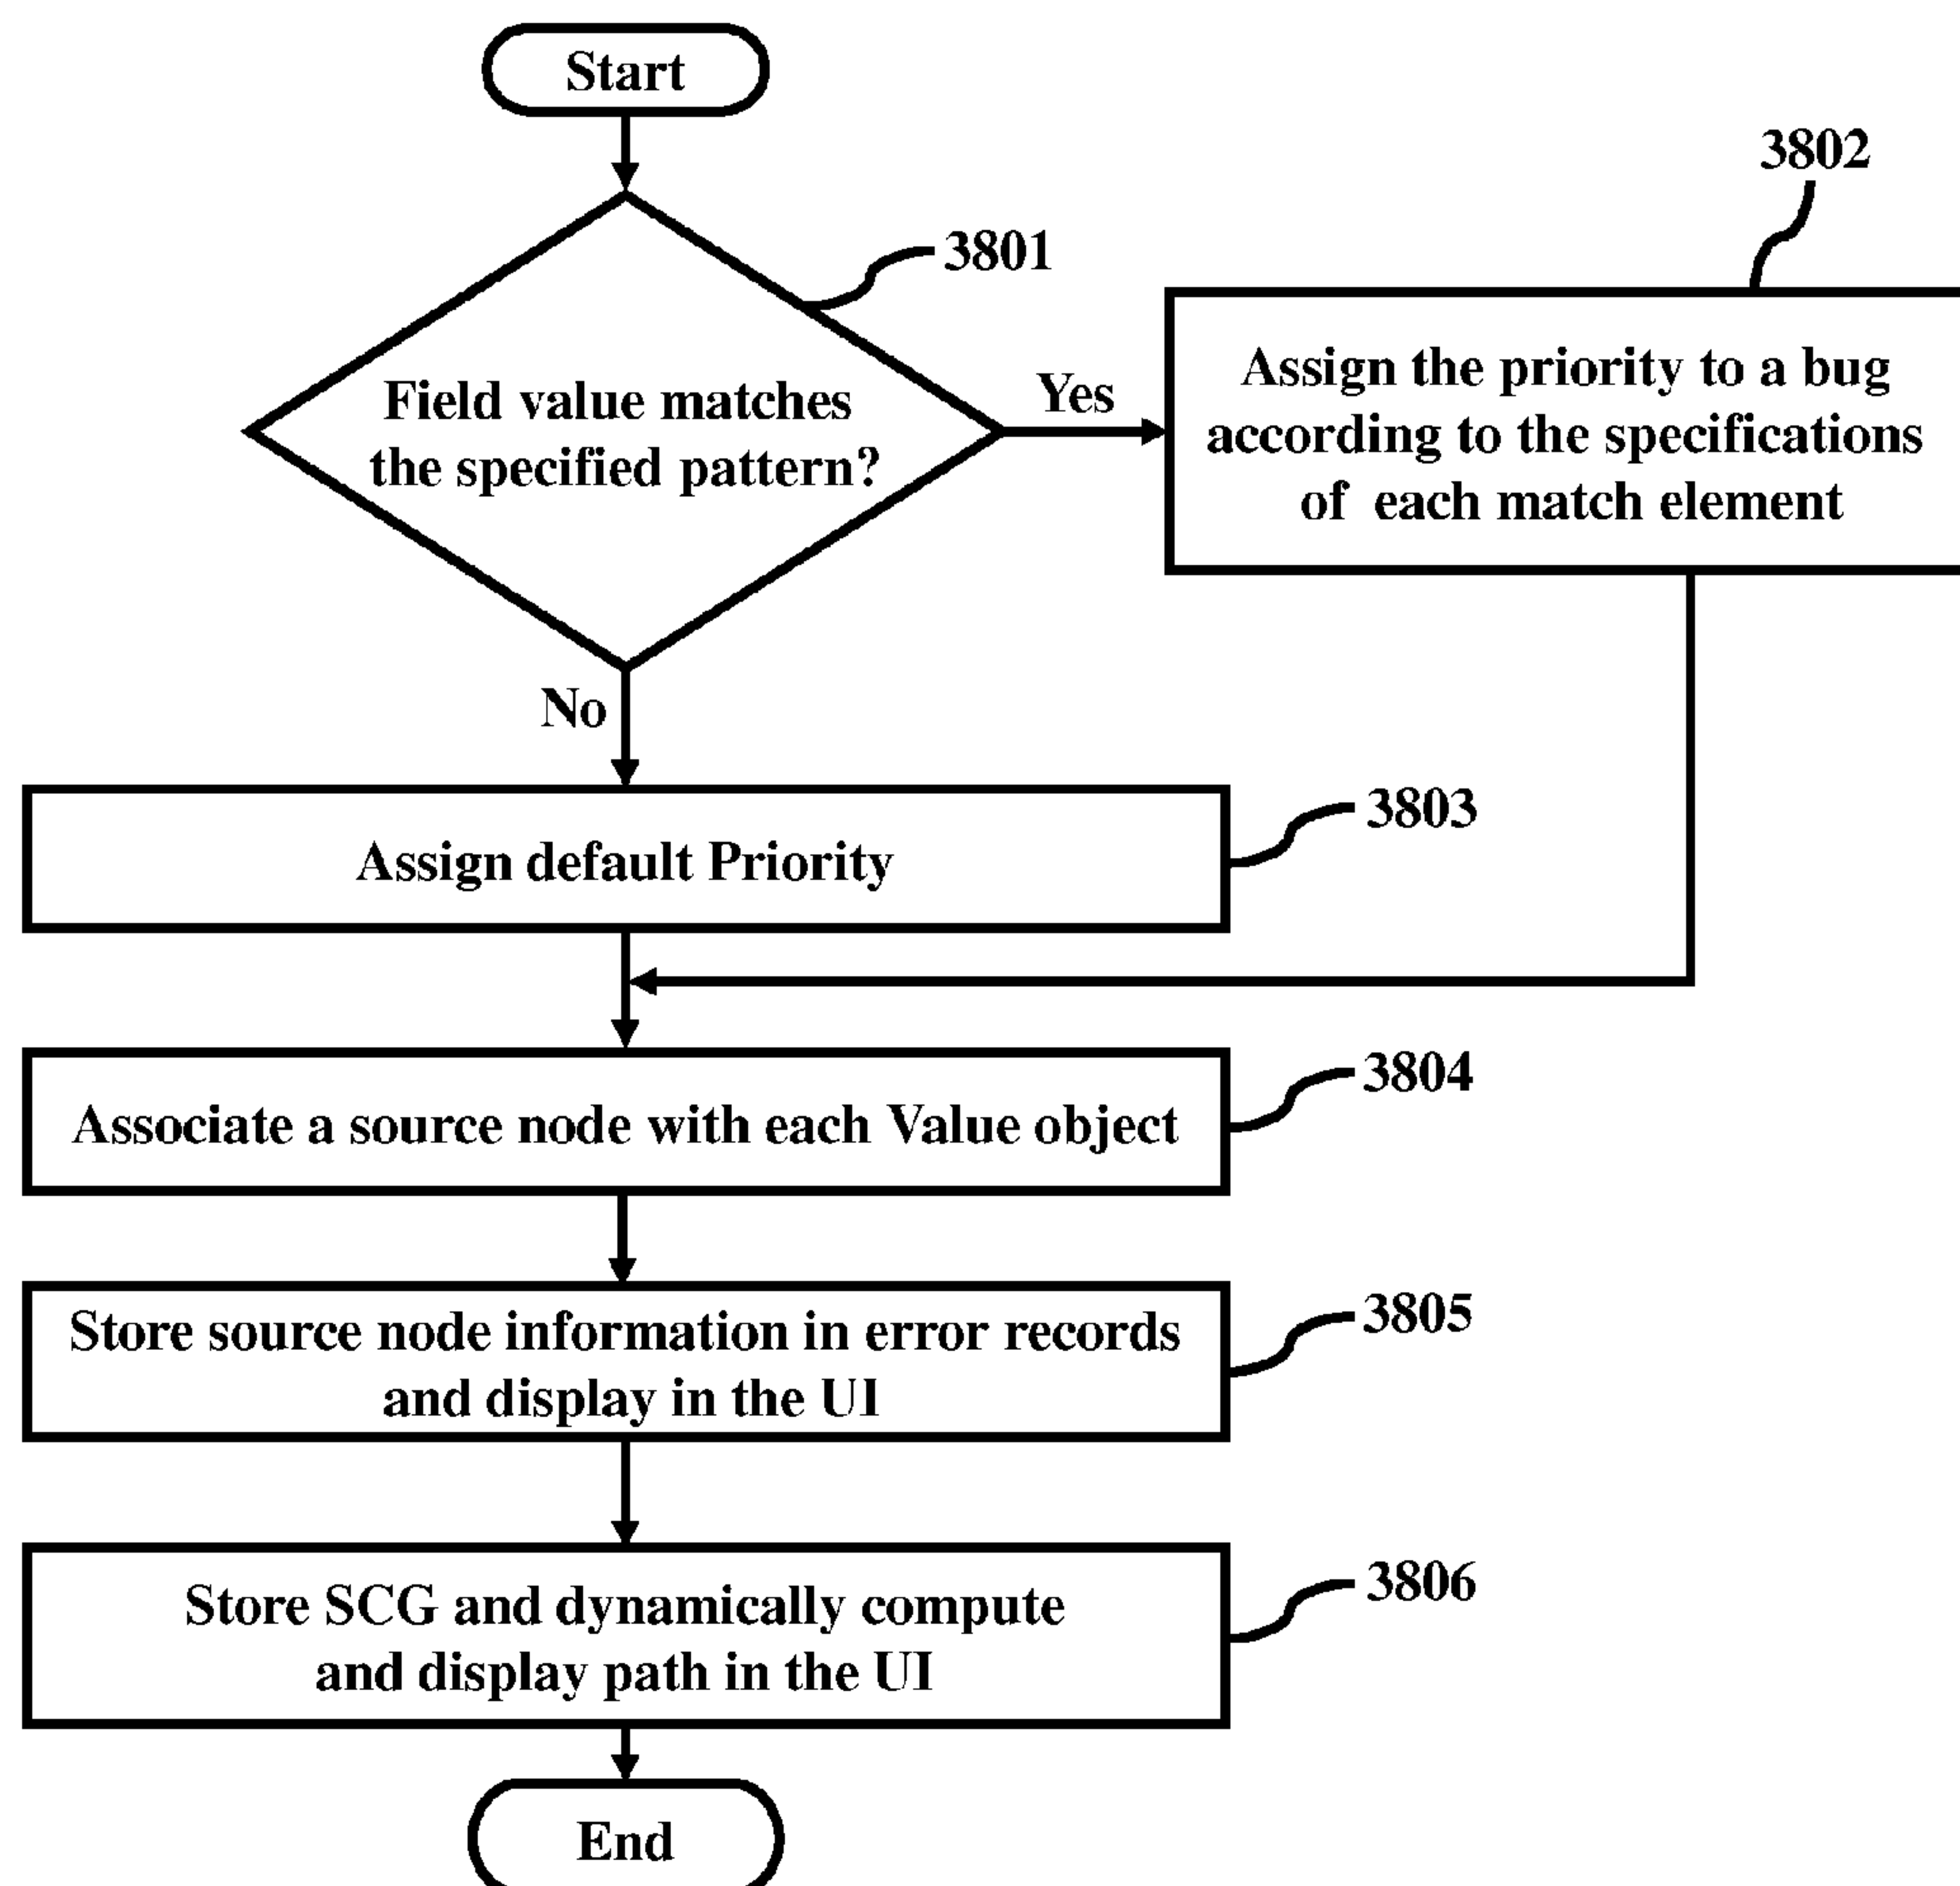 Start
3801
Field value matches
the specified pattern?
Yes
3802
Assign the priority to a bug
according to the specifications
of each match element
No
Assign default Priority
3803
Associate a source node with each Value object
3804
Store source node information in error records
and display in the UI
3805
Store SCG and dynamically compute
and display path in the UI
3806
End